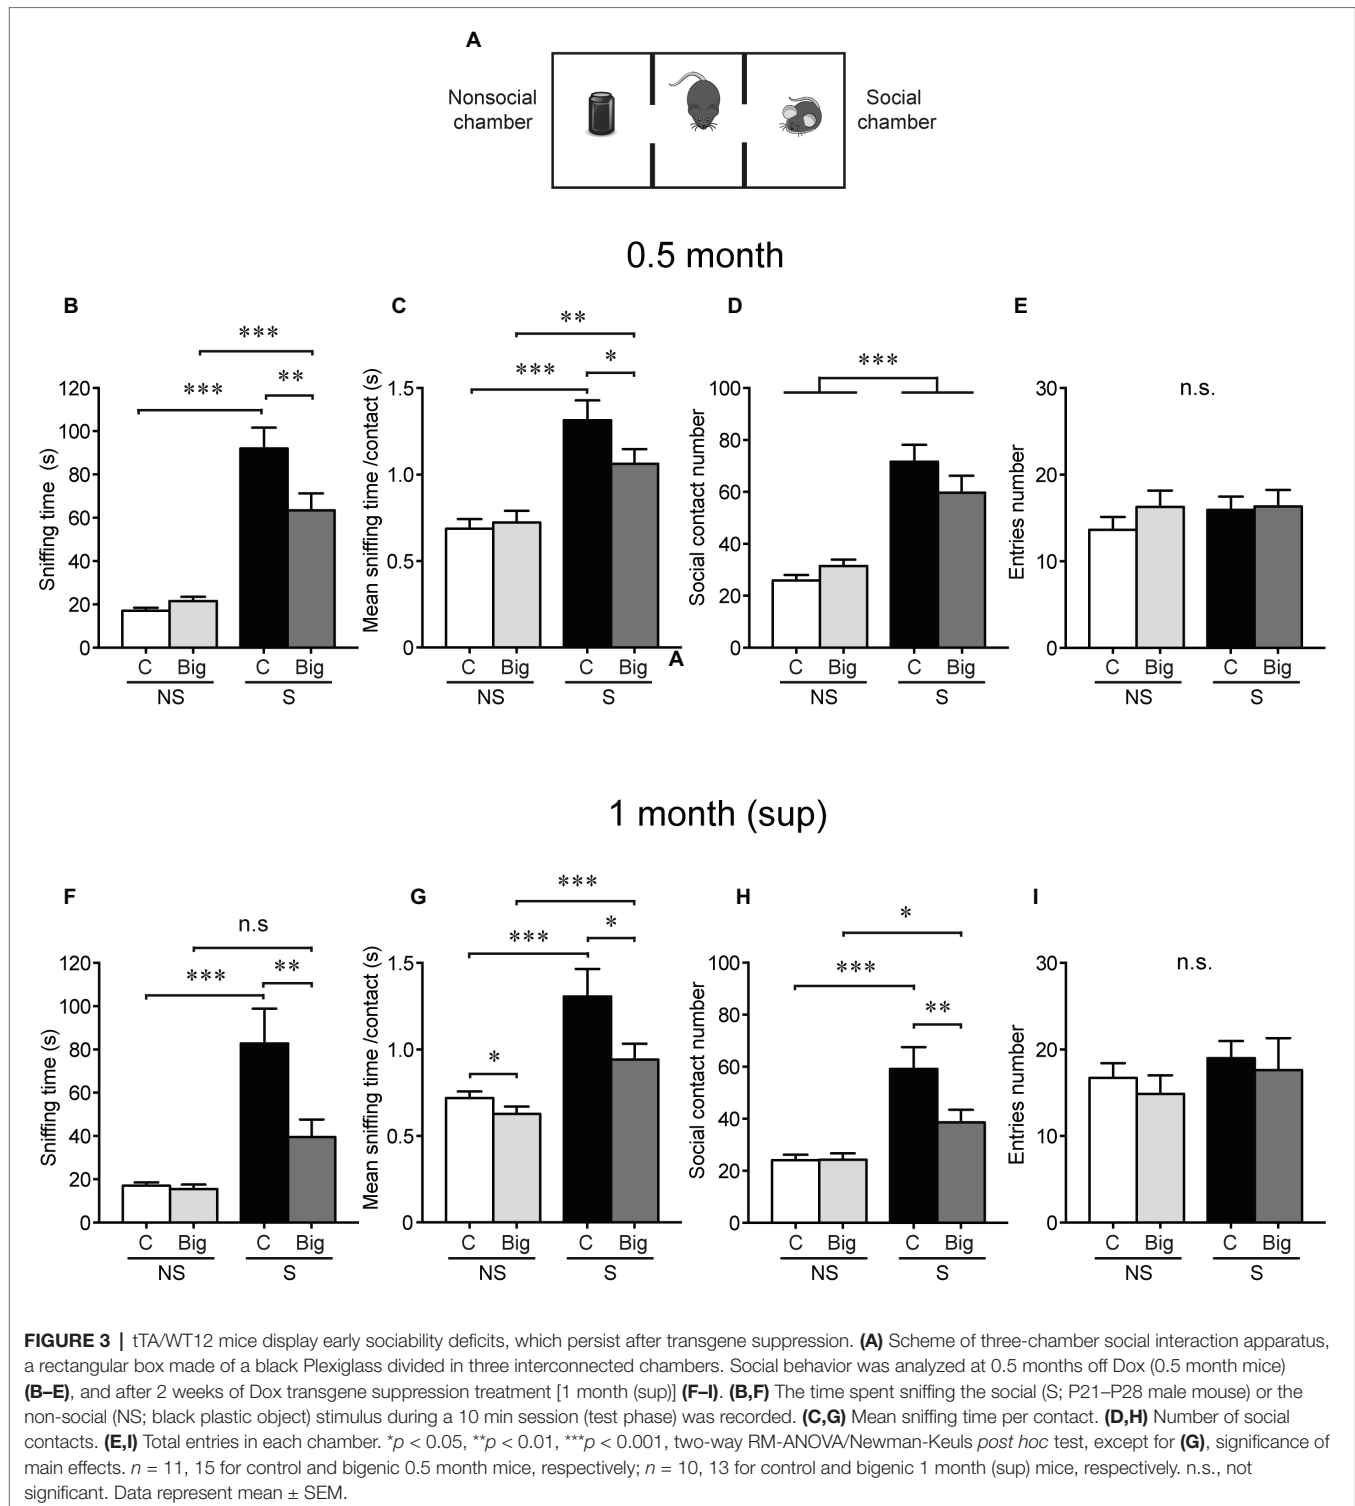 A
Nonsocial
chamber
Social
chamber
0.5 month
B
C
D
E
***
***
**
Sniffing time (s)
120
100
80
60
40
20
0
C Big C Big
NS S
**
***
*
Mean sniffing time /contact (s)
1.5
1.0
0.5
0
C Big C Big
A
NS S
***
Social contact number
100
80
60
40
20
0
C Big C Big
NS S
n.s.
Entries number
30
20
10
0
C Big C Big
NS S
1 month (sup)
F
G
H
I
n.s
***
**
Sniffing time (s)
120
100
80
60
40
20
0
C Big C Big
NS S
***
***
*
*
Mean sniffing time /contact (s)
1.5
1.0
0.5
0
C Big C Big
NS S
*
***
**
Social contact number
100
80
60
40
20
0
C Big C Big
NS S
n.s.
Entries number
30
20
10
0
C Big C Big
NS S
FIGURE 3 | tTA/WT12 mice display early sociability deficits, which persist after transgene suppression. (A) Scheme of three-chamber social interaction apparatus,
a rectangular box made of a black Plexiglass divided in three interconnected chambers. Social behavior was analyzed at 0.5 months off Dox (0.5 month mice)
(B–E), and after 2 weeks of Dox transgene suppression treatment [1 month (sup)] (F–I). (B,F) The time spent sniffing the social (S; P21–P28 male mouse) or the
non-social (NS; black plastic object) stimulus during a 10 min session (test phase) was recorded. (C,G) Mean sniffing time per contact. (D,H) Number of social
contacts. (E,I) Total entries in each chamber. *p < 0.05, **p < 0.01, ***p < 0.001, two-way RM-ANOVA/Newman-Keuls post hoc test, except for (G), significance of
main effects. n = 11, 15 for control and bigenic 0.5 month mice, respectively; n = 10, 13 for control and bigenic 1 month (sup) mice, respectively. n.s., not
significant. Data represent mean ± SEM.